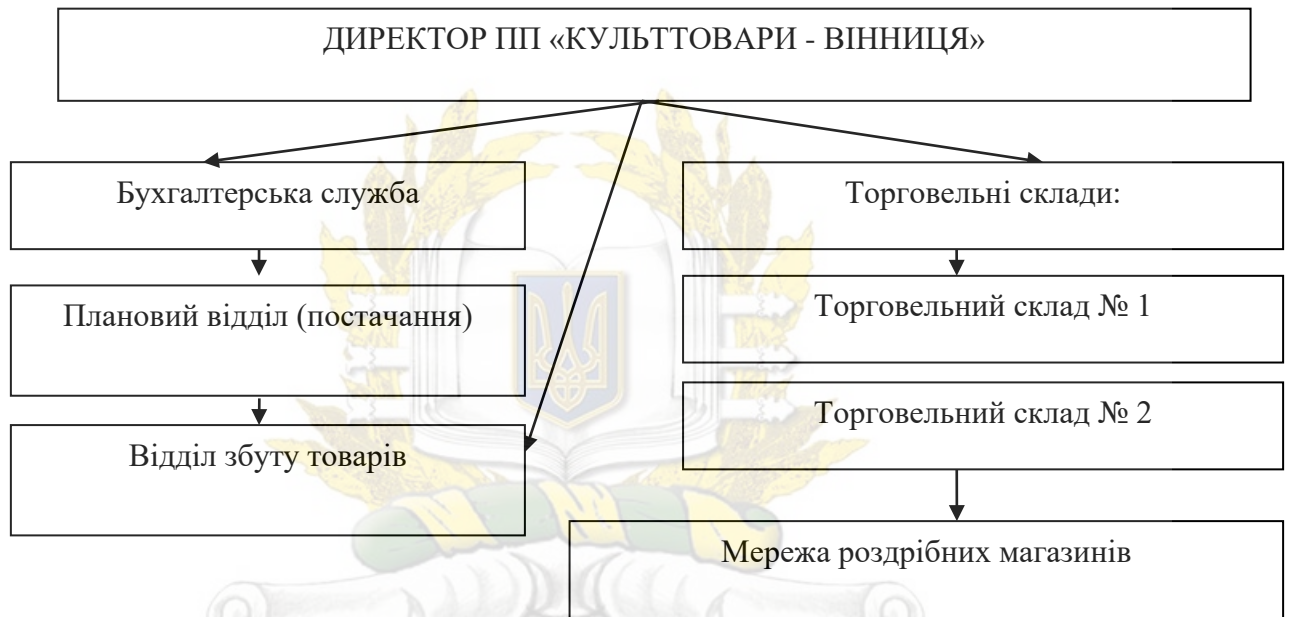 ДИРЕКТОР ПП «КУЛЬТТОВАРИ - ВІННИЦЯ»
Бухгалтерська служба
Плановий відділ (постачання)
Відділ збуту товарів
Торговельні склади:
Торговельний склад № 1
Торговельний склад № 2
Мережа роздрібних магазинів